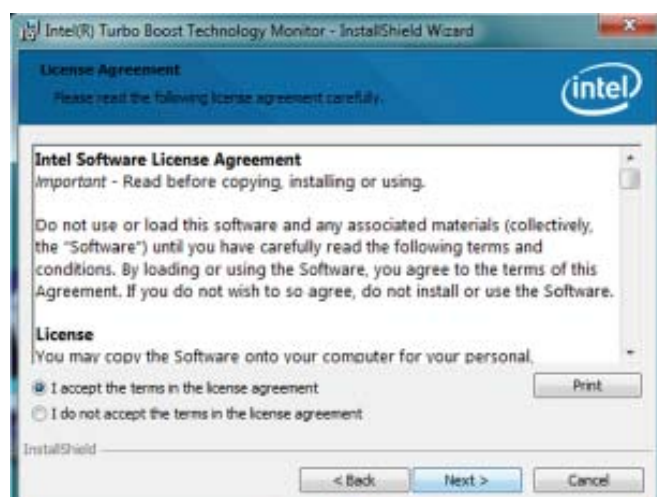 Intel(R) Turbo Boost Technology Monitor - InstallShield Wizard
License Agreement
Please read the following license agreement carefully.
intel
Intel Software License Agreement
Important - Read before copying, installing or using.
Do not use or load this software and any associated materials (collectively,
the "Software") until you have carefully read the following terms and
conditions. By loading or using the Software, you agree to the terms of this
Agreement. If you do not wish to so agree, do not install or use the Software.
License
You may copy the Software onto your computer for your personal,
I accept the terms in the license agreement
Print
I do not accept the terms in the license agreement
InstallShield
< Back
Next >
Cancel